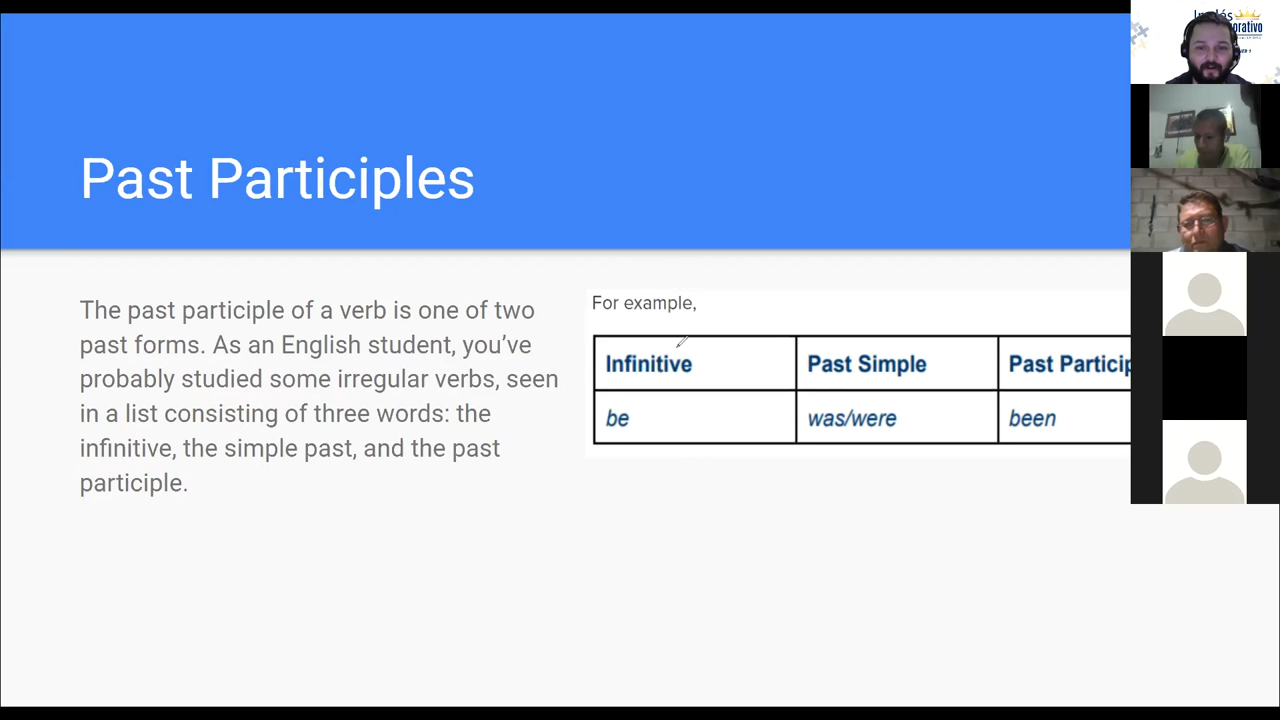 Past Participles
The past participle of a verb is one of two
past forms. As an English student, you’ve
probably studied some irregular verbs, seen
in a list consisting of three words: the
infinitive, the simple past, and the past
participle.
For example,
Infinitive Past Simple Past Particip
be was/were been